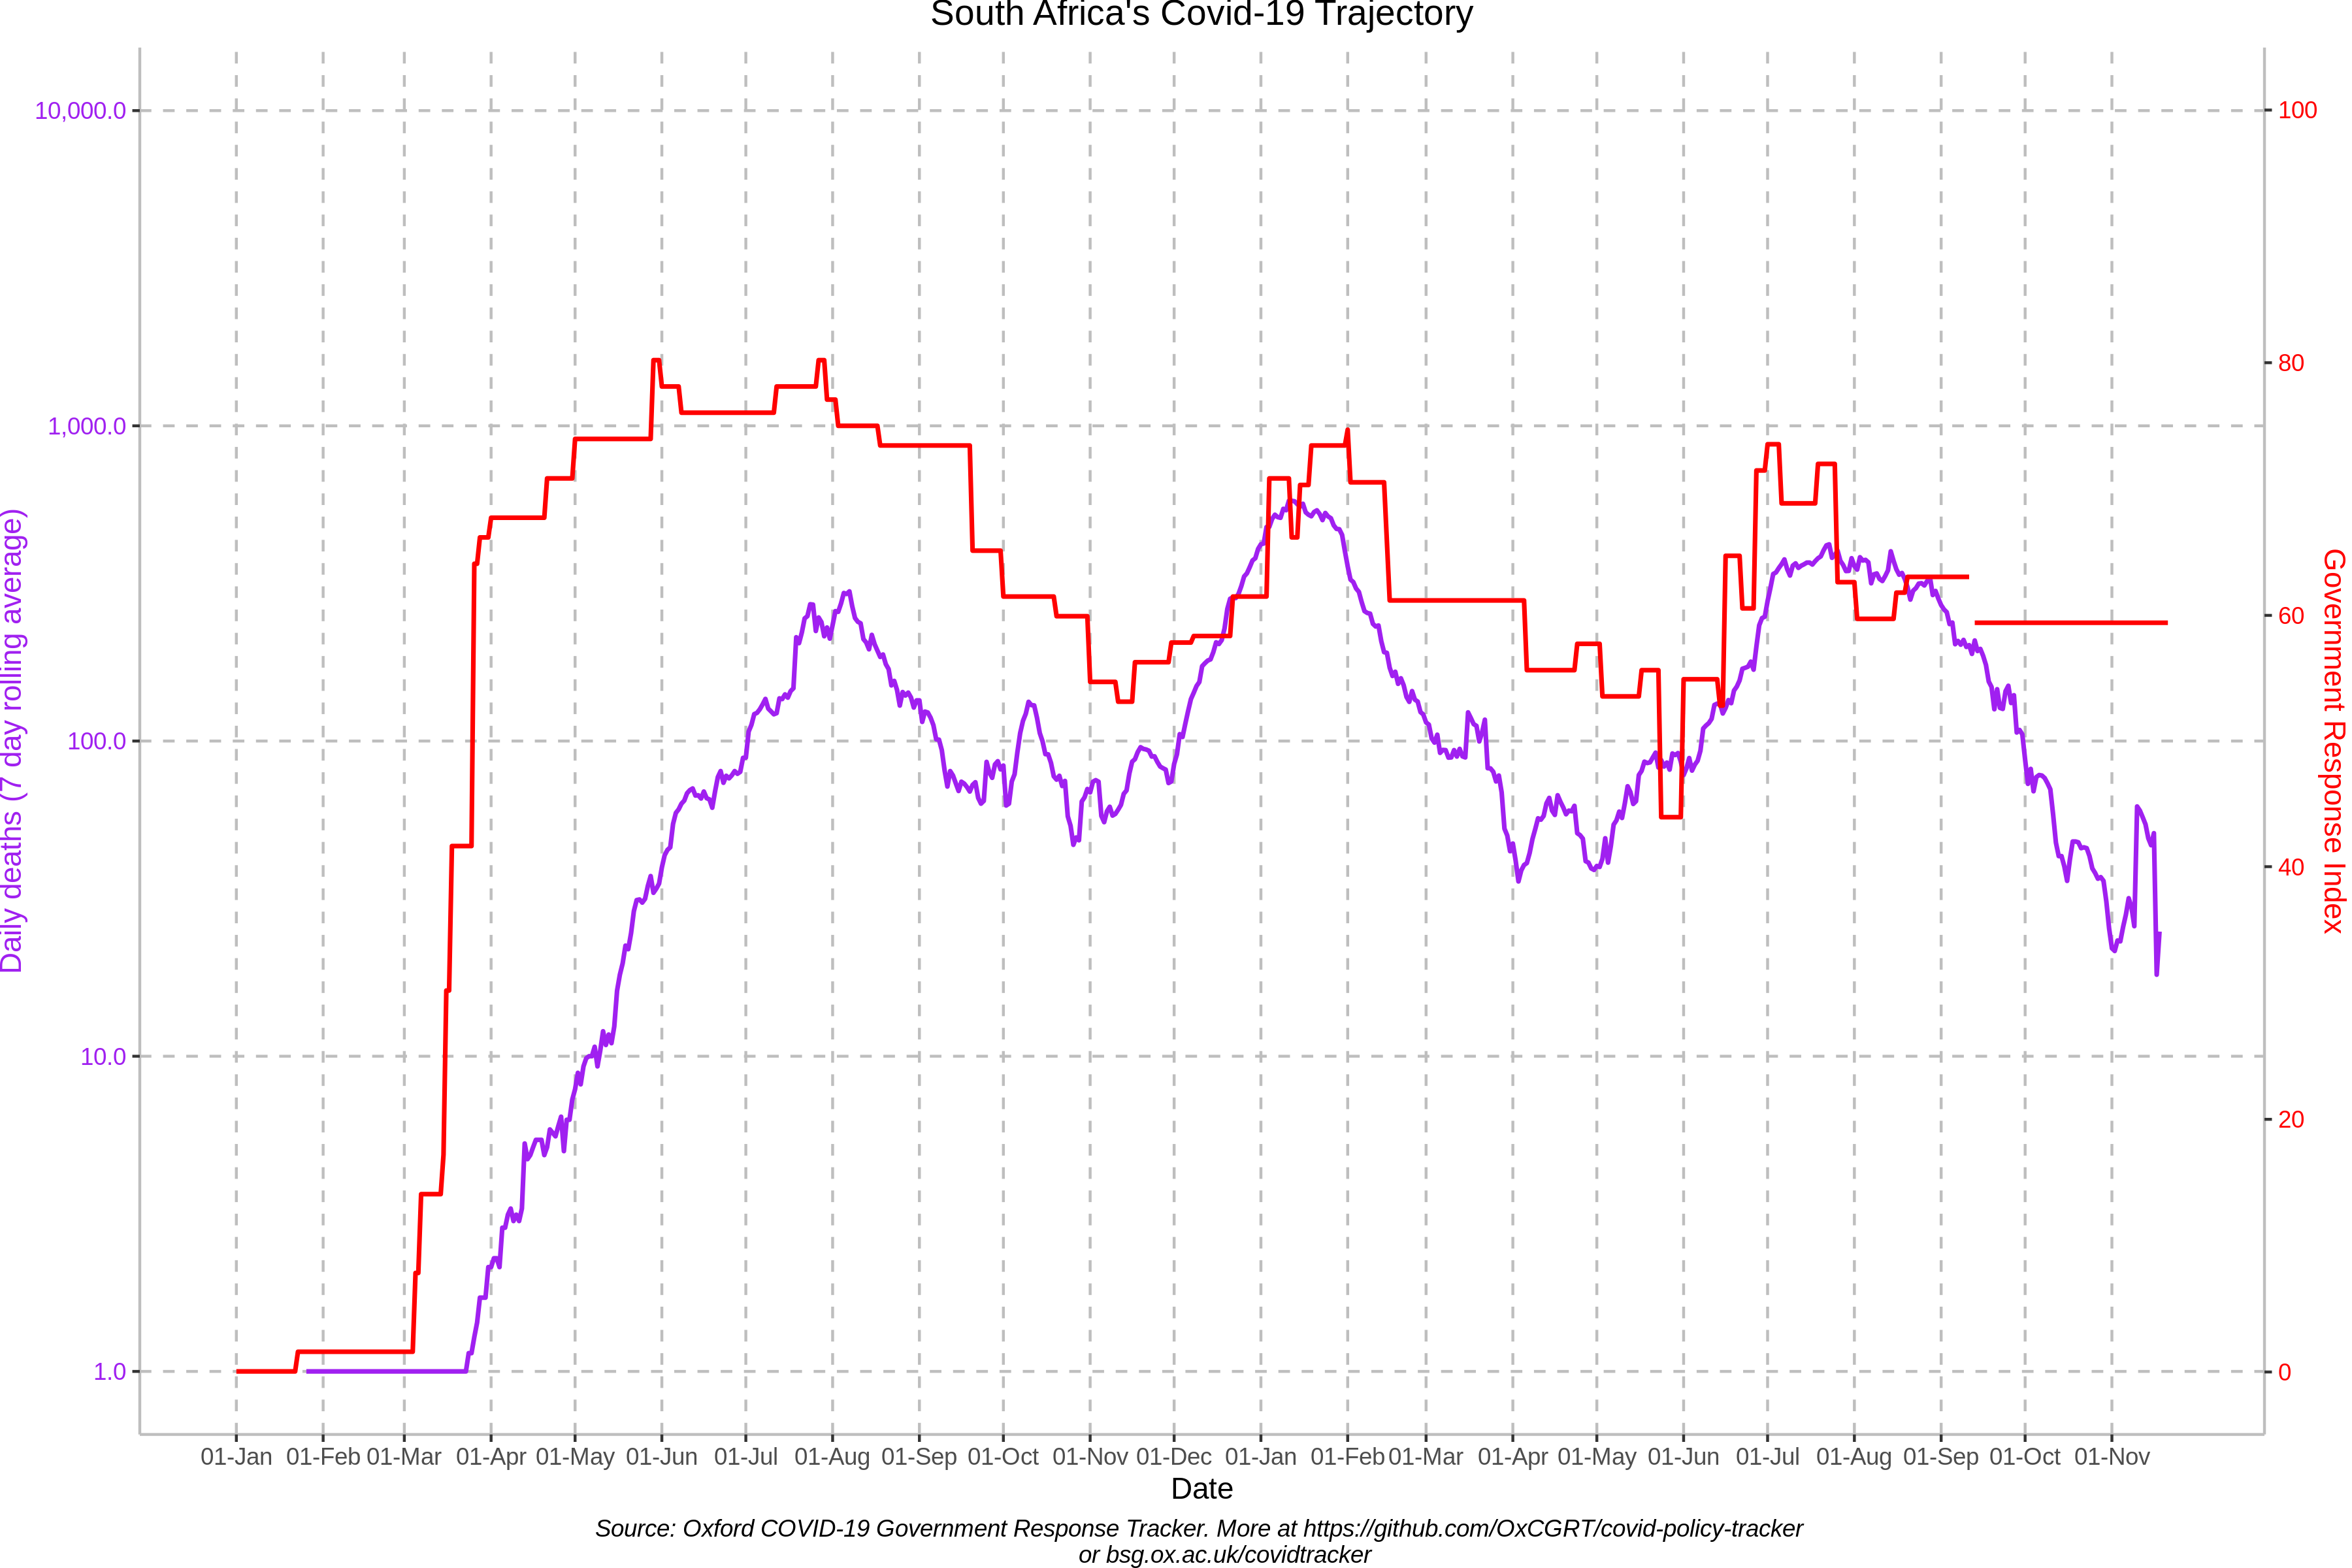 South Africa's Covid-19 Trajectory
10,000.0
1,000.0
100.0
10.0
1.0
Daily deaths (7 day rolling average)
100
80
60
40
20
0
Government Response Index
01-Jan 01-Feb 01-Mar 01-Apr 01-May 01-Jun 01-Jul 01-Aug 01-Sep 01-Oct 01-Nov 01-Dec 01-Jan 01-Feb 01-Mar 01-Apr 01-May 01-Jun 01-Jul 01-Aug 01-Sep 01-Oct 01-Nov
Date
Source: Oxford COVID-19 Government Response Tracker. More at https://github.com/OxCGRT/covid-policy-tracker
or bsg.ox.ac.uk/covidtracker